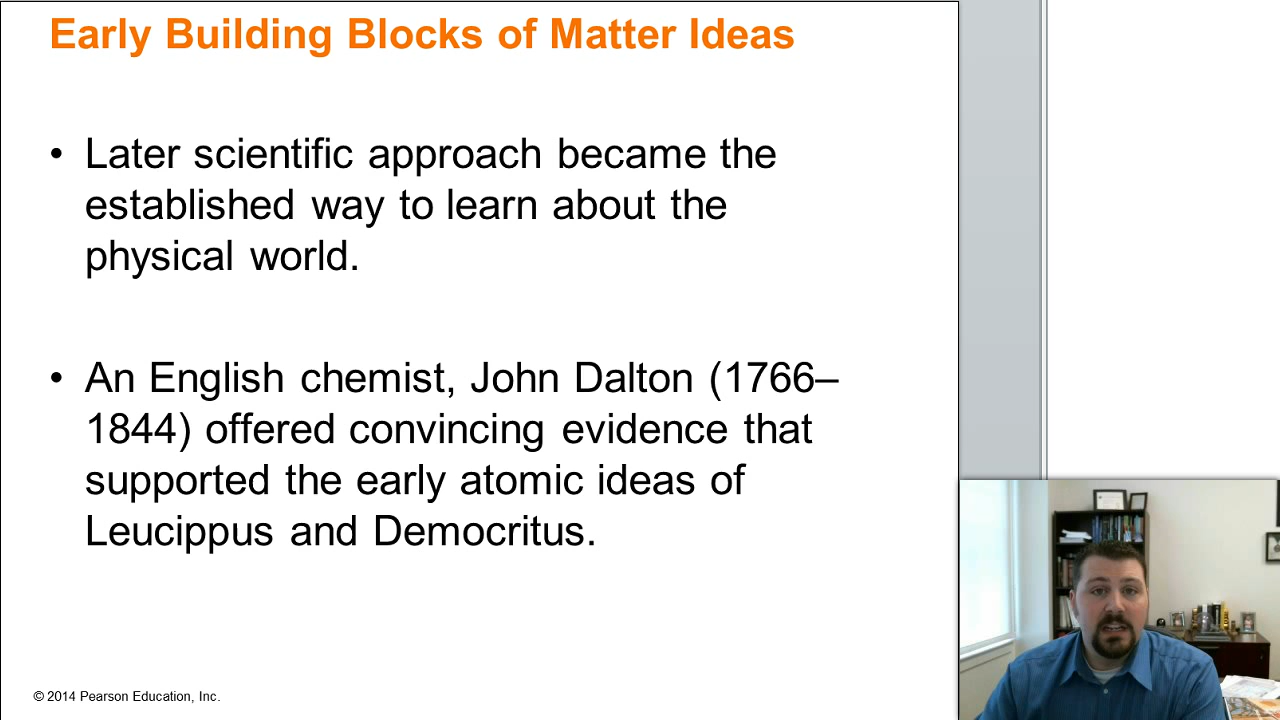 Early Building Blocks of Matter Ideas
• Later scientific approach became the
established way to learn about the
physical world.
• An English chemist, John Dalton (1766–
1844) offered convincing evidence that
supported the early atomic ideas of
Leucippus and Democritus.
© 2014 Pearson Education, Inc.